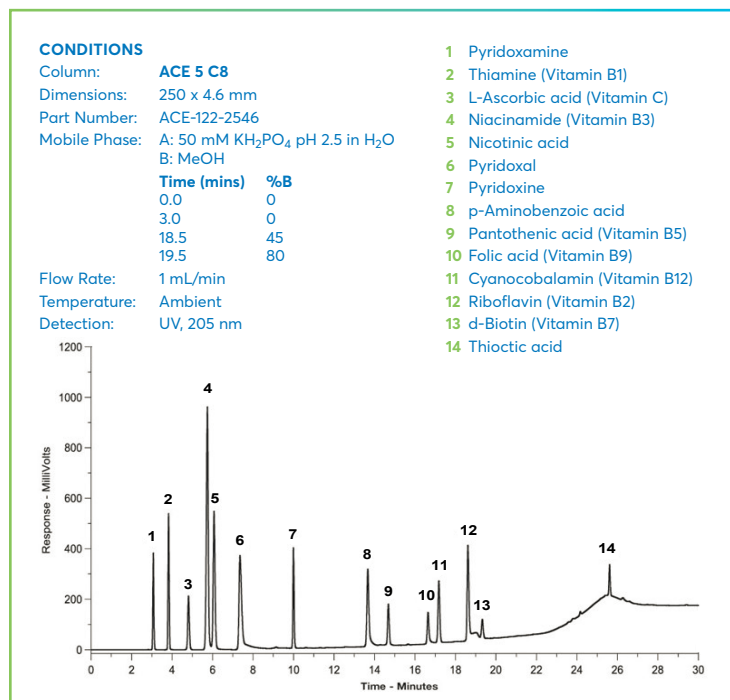 CONDITIONS
Column: ACE 5 C8
Dimensions: 250 x 4.6 mm
Part Number: ACE-122-2546
Mobile Phase: A: 50 mM KH₂PO₄ pH 2.5 in H₂O
B: MeOH
Time (mins) %B
0.0 0
3.0 0
18.5 45
19.5 80
Flow Rate: 1 mL/min
Temperature: Ambient
Detection: UV, 205 nm
1 Pyridoxamine
2 Thiamine (Vitamin B1)
3 L-Ascorbic acid (Vitamin C)
4 Niacinamide (Vitamin B3)
5 Nicotinic acid
6 Pyridoxal
7 Pyridoxine
8 p-Aminobenzoic acid
9 Pantothenic acid (Vitamin B5)
10 Folic acid (Vitamin B9)
11 Cyanocobalamin (Vitamin B12)
12 Riboflavin (Vitamin B2)
13 d-Biotin (Vitamin B7)
14 Thioctic acid
Response - MilliVolts
1200
1000
800
600
400
200
0
1
2
3
4
5
6
7
8
9
10
11
12
13
14
0 2 4 6 8 10 12 14 16 18 20 22 24 26 28 30
Time - Minutes